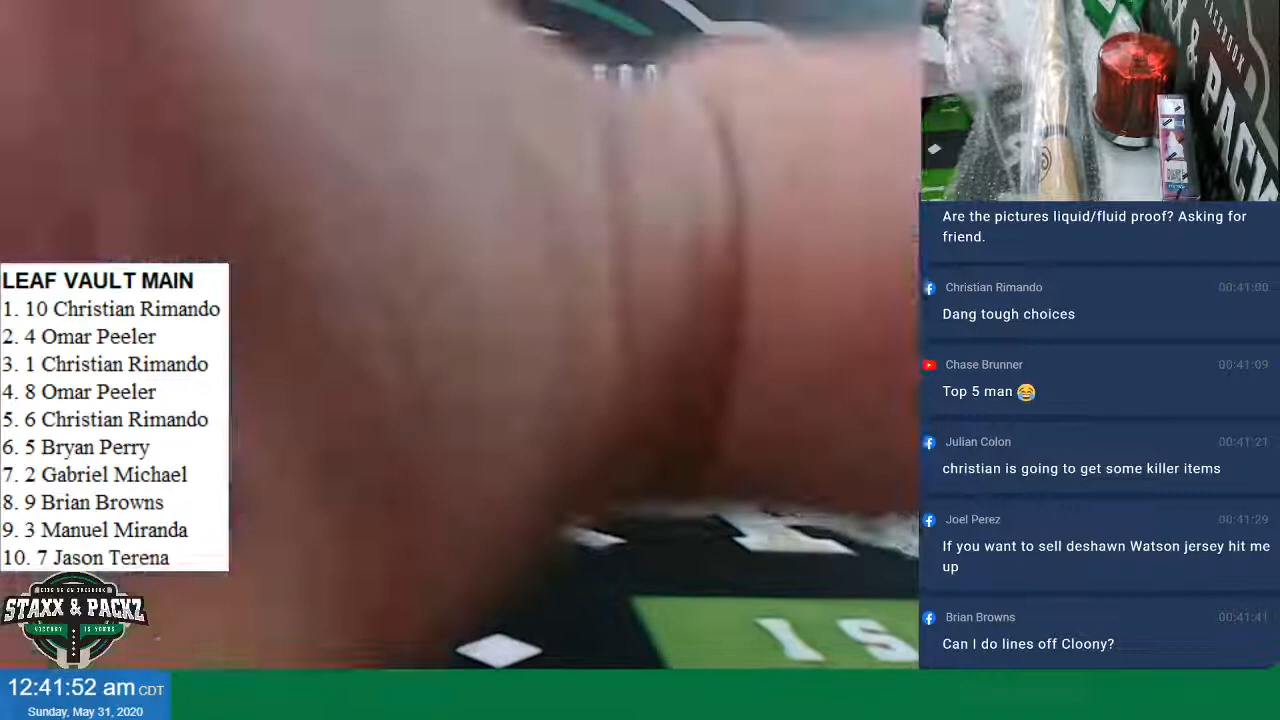 LEAF VAULT MAIN
1. 10 Christian Rimando
2. 4 Omar Peeler
3. 1 Christian Rimando
4. 8 Omar Peeler
5. 6 Christian Rimando
6. 5 Bryan Perry
7. 2 Gabriel Michael
8. 9 Brian Browns
9. 3 Manuel Miranda
10. 7 Jason Terena
STAXX & PACKZ
VICTORY IS YOURS
12:41:52 am CDT
Sunday, May 31, 2020
IS
FACEBOOK
& PACK
Are the pictures liquid/fluid proof? Asking for
friend.
Christian Rimando 00:41:00
Dang tough choices
Chase Brunner 00:41:09
Top 5 man 😂
Julian Colon 00:41:21
christian is going to get some killer items
Joel Perez 00:41:29
If you want to sell deshawn Watson jersey hit me
up
Brian Browns 00:41:41
Can I do lines off Cloony?